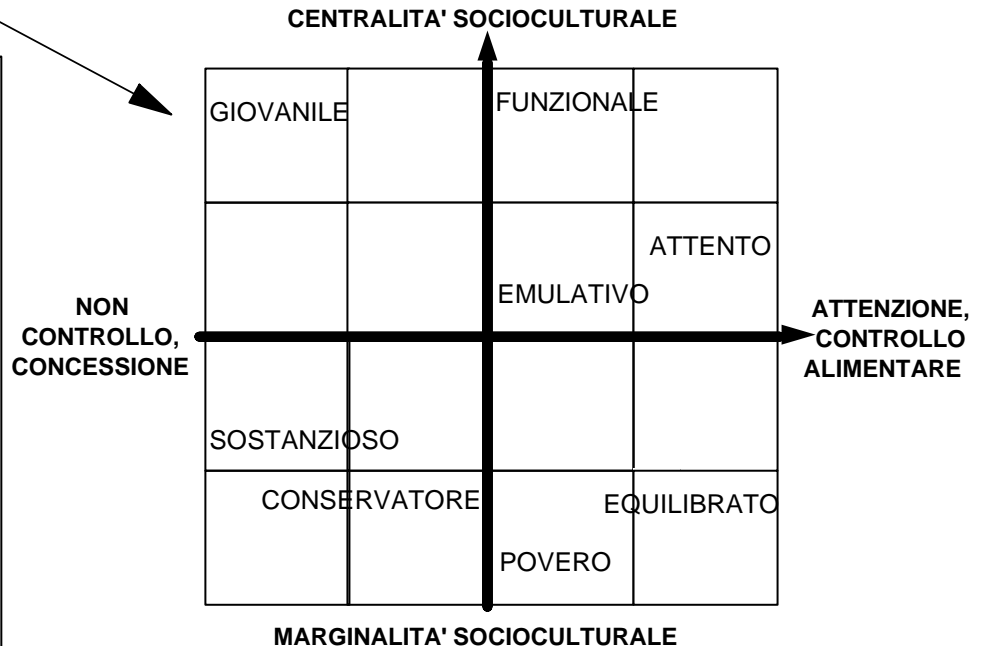 CENTRALITA' SOCIOCULTURALE
GIOVANILE
FUNZIONALE
ATTENTO
EMULATIVO
NON
CONTROLLO,
CONCESSIONE
ATTENZIONE,
CONTROLLO
ALIMENTARE
SOSTANZIOSO
CONSERVATORE
EQUILIBRATO
POVERO
MARGINALITA' SOCIOCULTURALE